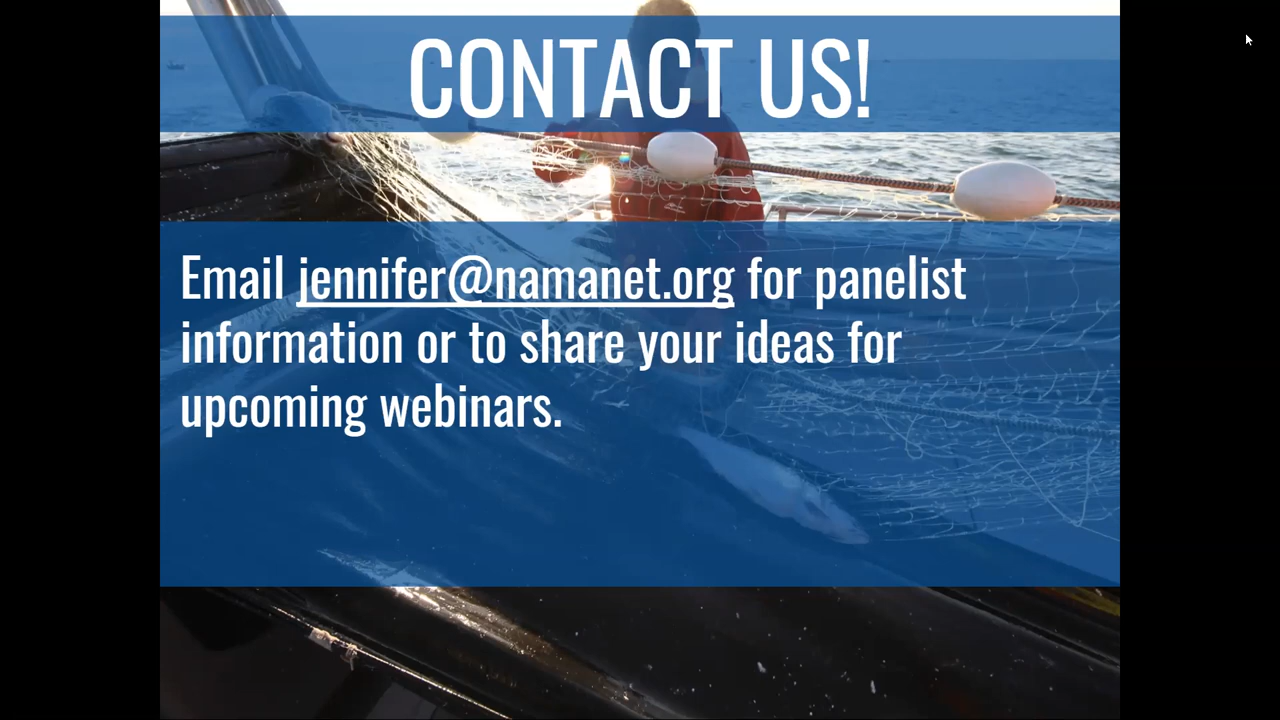 CONTACT US!
Email jennifer@namanet.org for panelist
information or to share your ideas for
upcoming webinars.